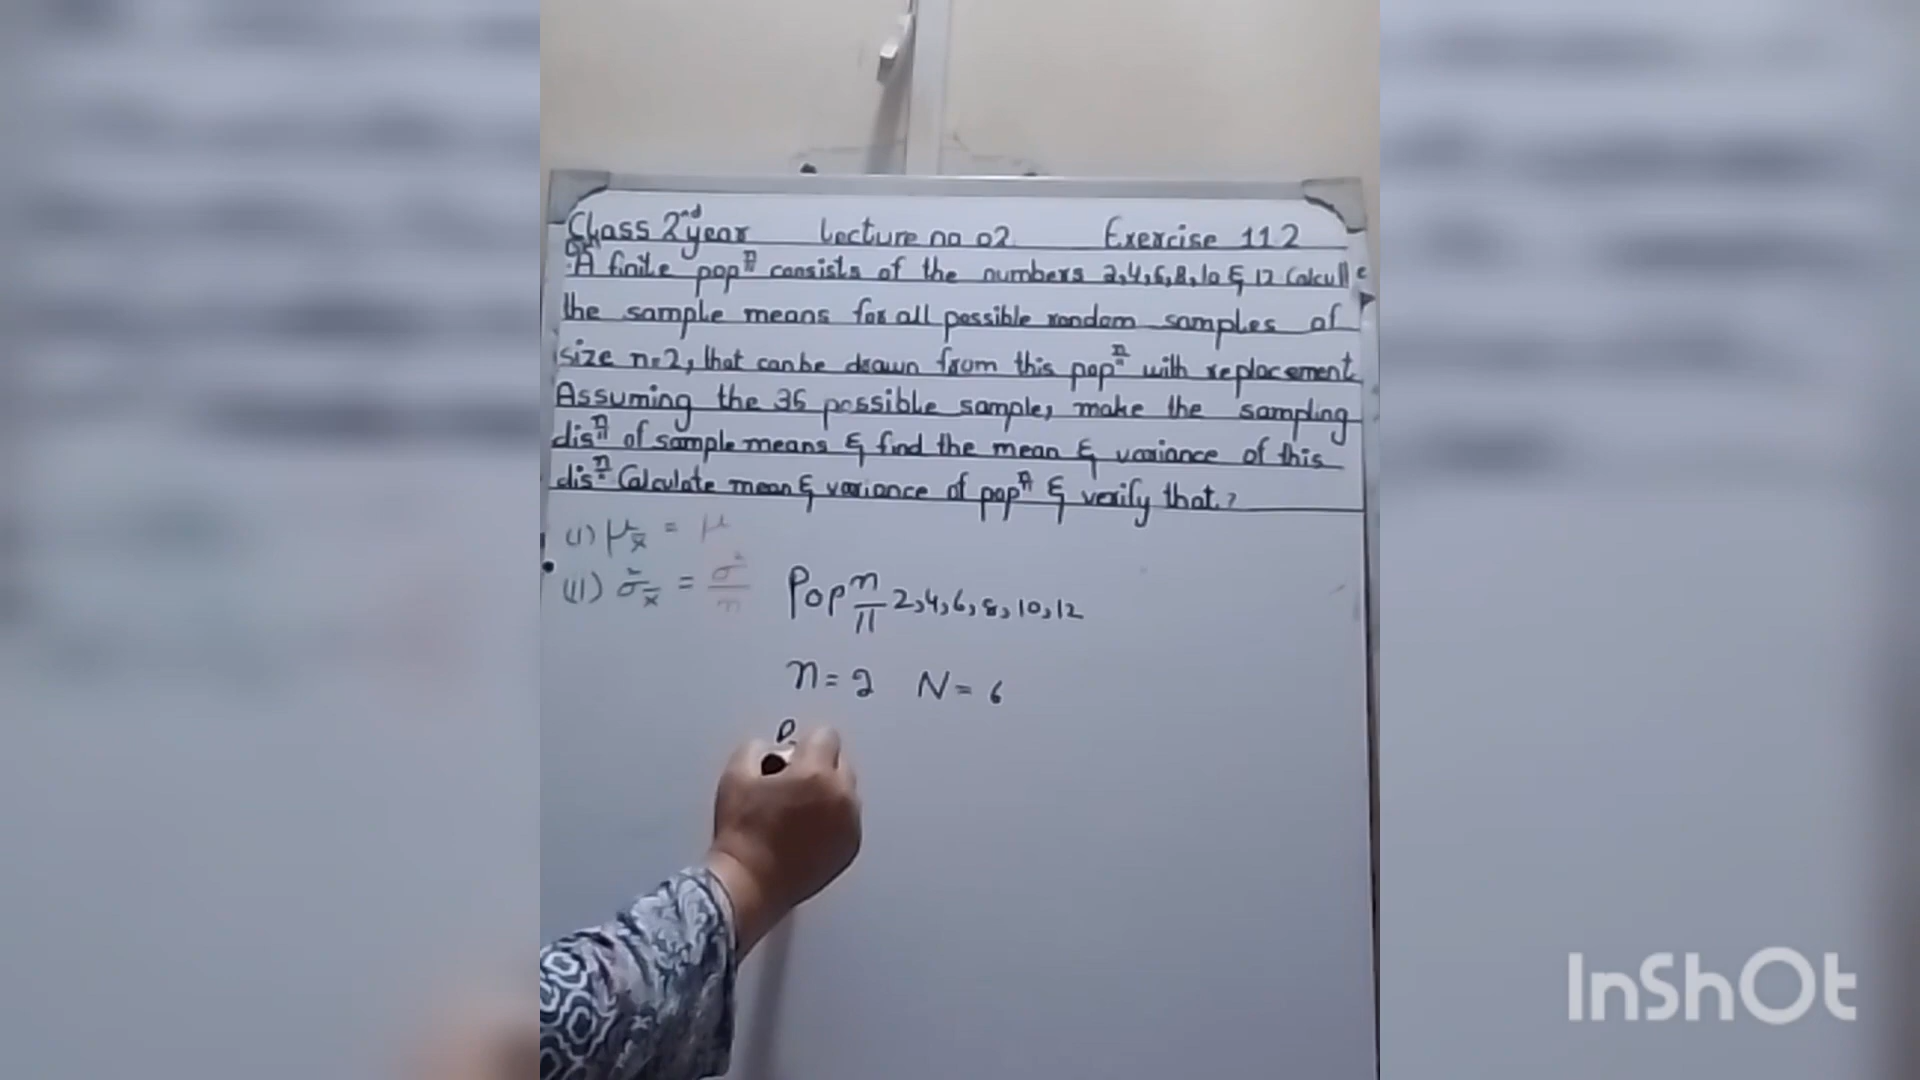 Class 2nd year Lecture no 02 Exercise 11.2
A finite popⁿ consists of the numbers 2,4,6,8,10 & 12 Calcul
the sample means for all possible random samples of
size n=2, that can be drawn from this popⁿ with replacement
Assuming the 36 possible sample, make the sampling
disⁿ of sample means & find the mean & variance of this
disⁿ Calculate mean & variance of popⁿ & verify that?
(I) μx̄ = μ
(II) σ²x̄ = σ²/n
Popⁿ 2,4,6,8,10,12
n=2 N=6
InShOt